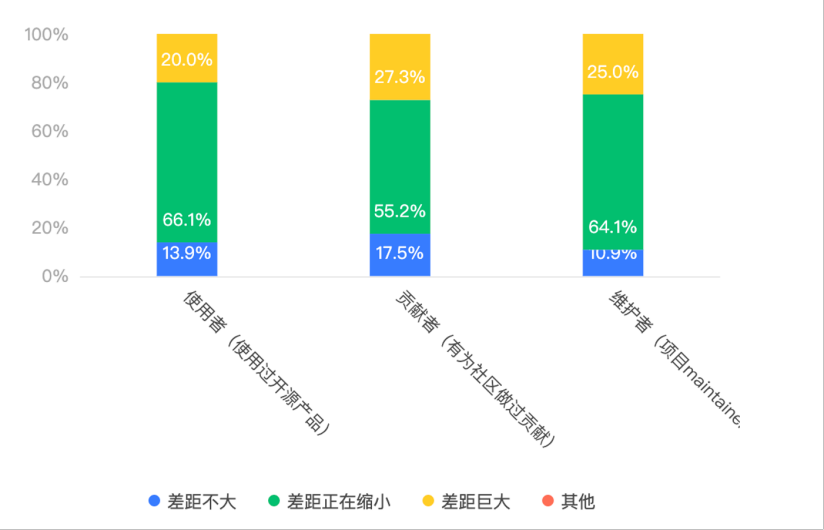 100%
80%
60%
40%
20%
0%
20.0%
66.1%
13.9%
27.3%
55.2%
17.5%
25.0%
64.1%
10.9%
使用者（使用过开源产品）
贡献者（有为社区做过贡献）
维护者（项目maintaine
差距不大
差距正在缩小
差距巨大
其他